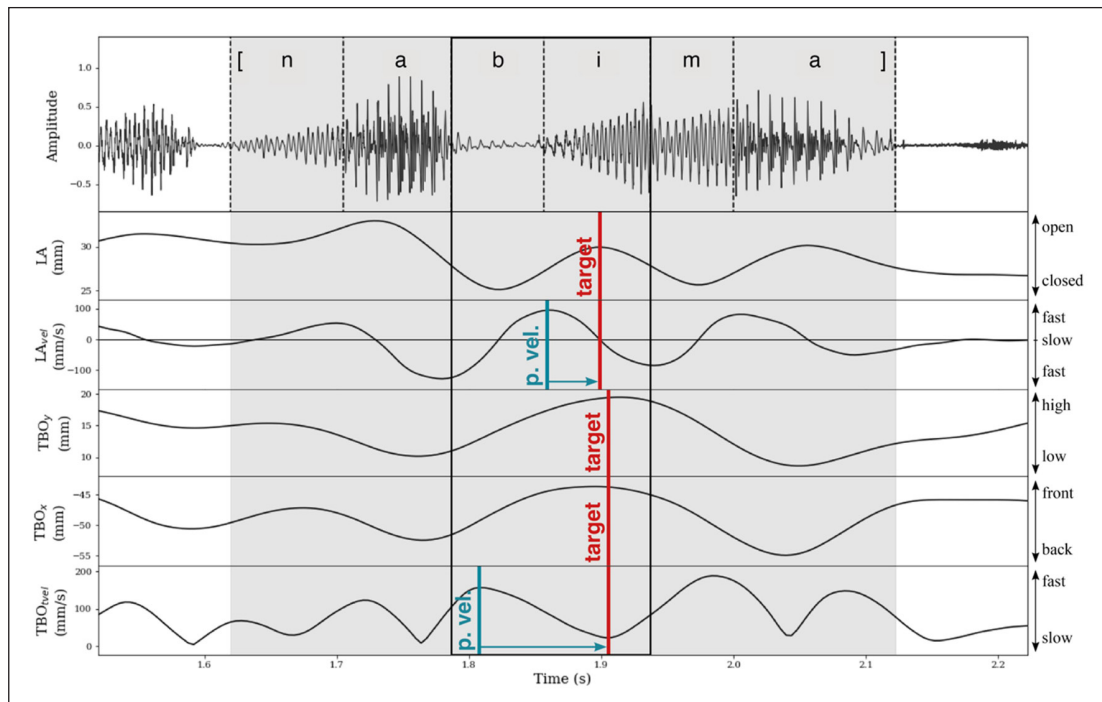 [ n a b i m a ]
Amplitude
1.0
0.5
0.0
−0.5
LA
(mm)
30
25
target
open
closed
LAvel
(mm/s)
100
0
−100
p. vel.
fast
slow
fast
TBOy
(mm)
20
15
10
target
high
low
TBOx
(mm)
−45
−50
−55
target
front
back
TBOtvel
(mm/s)
200
100
0
p. vel.
fast
slow
1.6 1.7 1.8 1.9 2.0 2.1 2.2
Time (s)